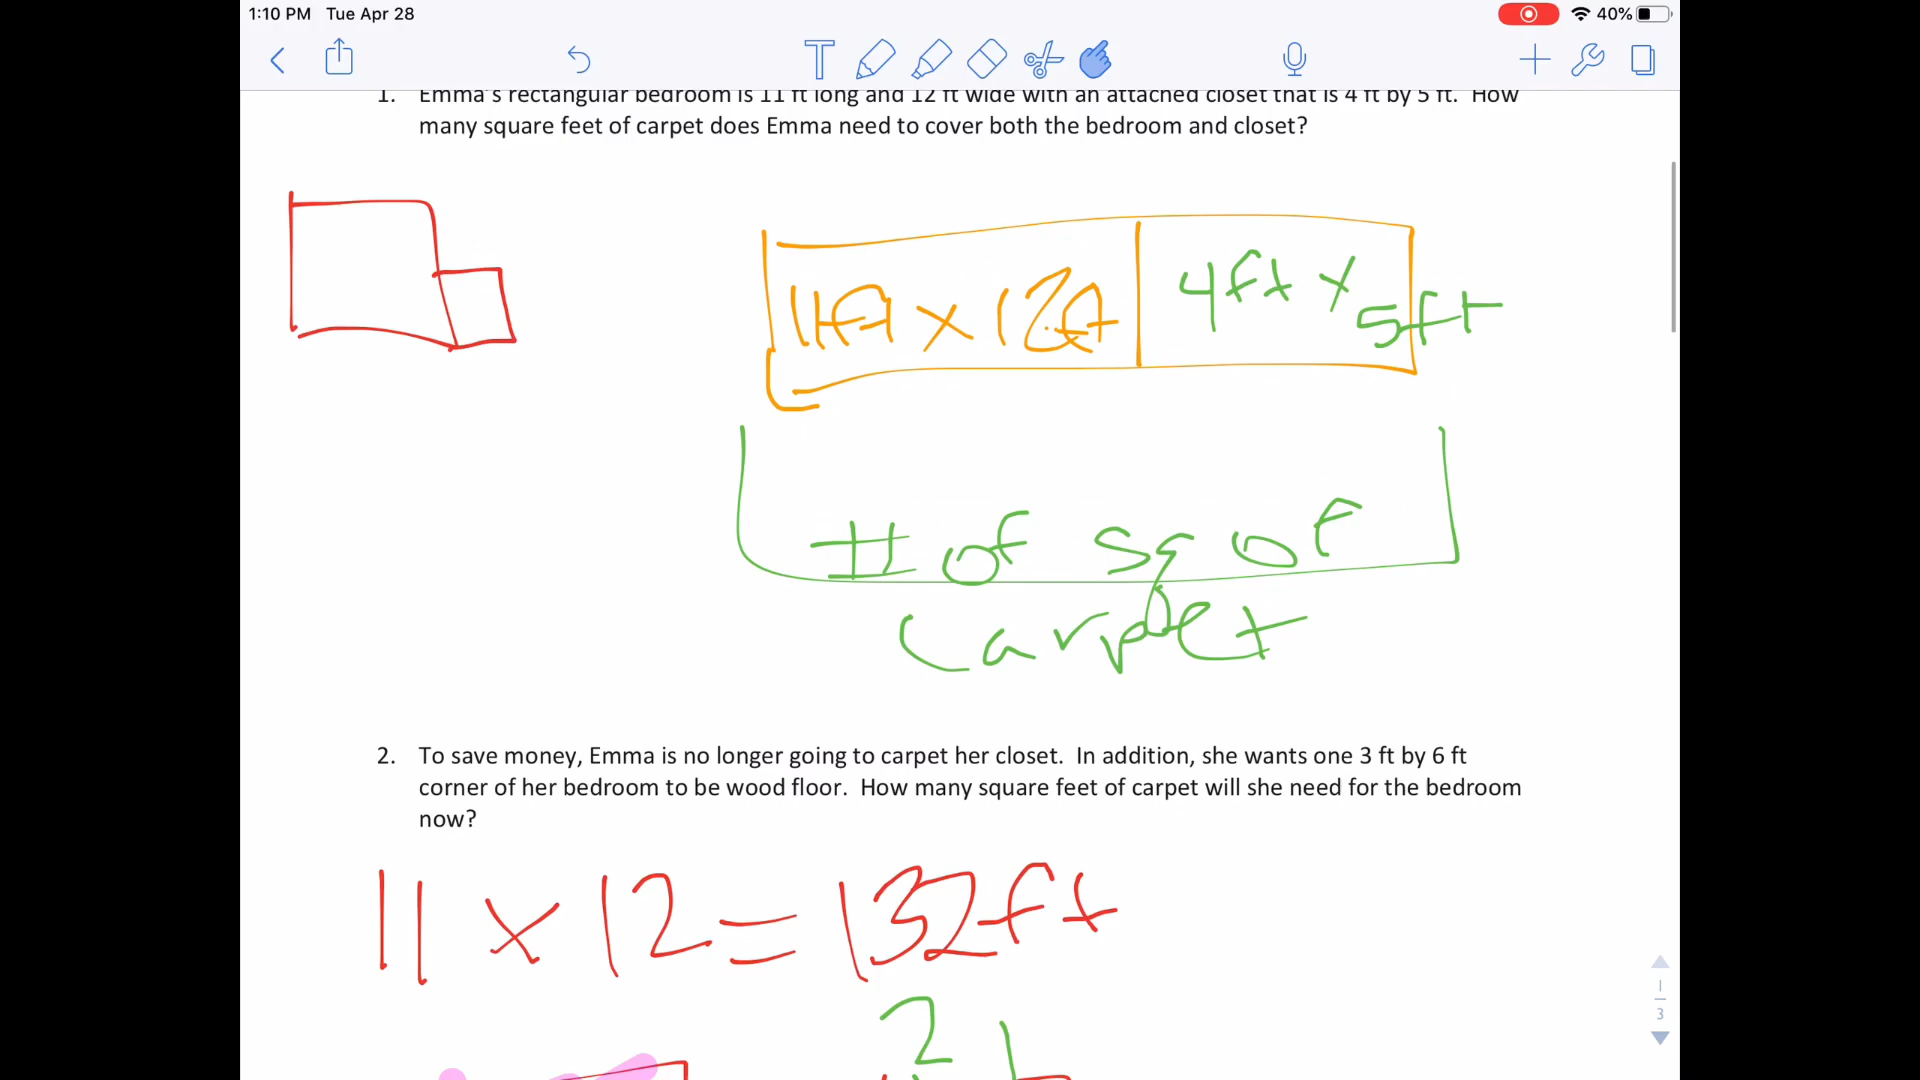 1:10 PM Tue Apr 28
40%
T
1. Emma's rectangular bedroom is 11 ft long and 12 ft wide with an attached closet that is 4 ft by 5 ft. How
many square feet of carpet does Emma need to cover both the bedroom and closet?
11ft x 12ft
4ft x
5ft
# of sq of
carpet
2. To save money, Emma is no longer going to carpet her closet. In addition, she wants one 3 ft by 6 ft
corner of her bedroom to be wood floor. How many square feet of carpet will she need for the bedroom
now?
11 x 12 = 132ft
2
1
3